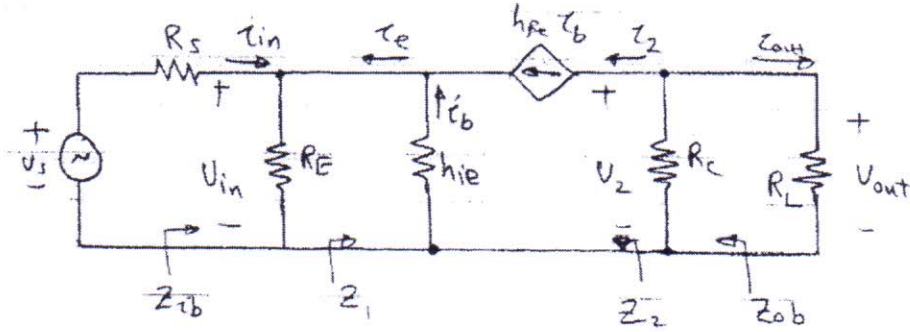 Rs iin ie hfe ib i2 iout
+ + + +
vs ~ Vin RE ib hie V2 Rc RL Vout
- - - -
Zib Z1 Z2 Zob